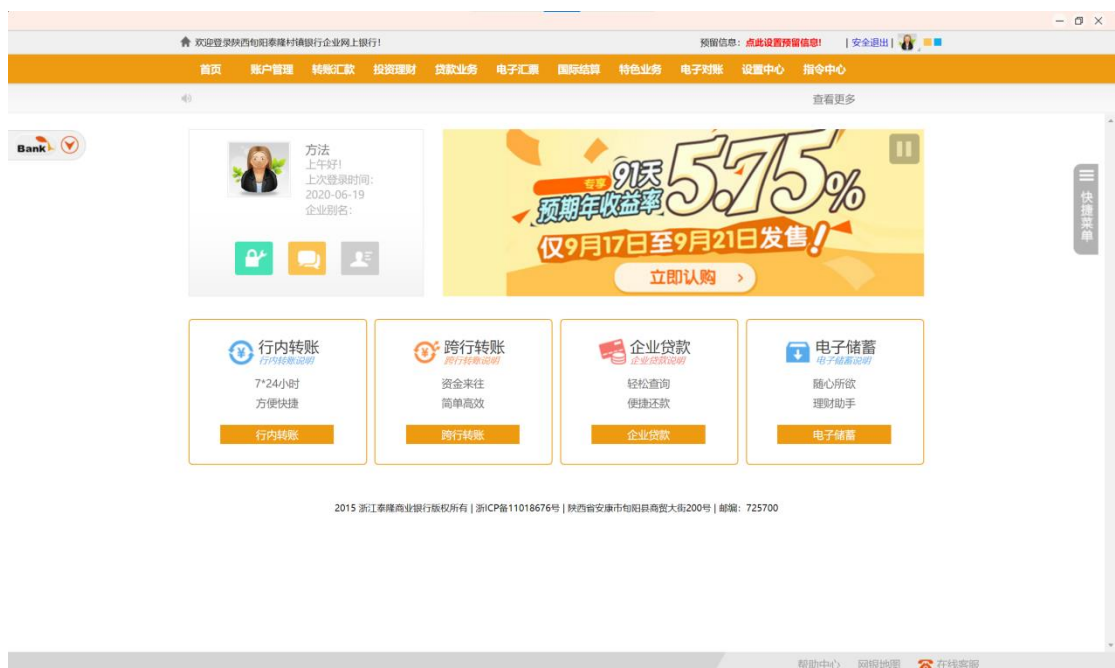 欢迎登录陕西旬阳泰隆村镇银行企业网上银行!
预留信息: 点此设置预留信息! |安全退出|
首页 账户管理 转账汇款 投资理财 贷款业务 电子汇票 国际结算 特色业务 电子对账 设置中心 指令中心
查看更多
Bank
方法
上午好!
上次登录时间:
2020-06-19
企业别名:
专享 91天
预期年收益率 5.75%
仅9月17日至9月21日发售!
立即认购 >
快捷菜单
行内转账
行内转账说明
7*24小时
方便快捷
行内转账
跨行转账
跨行转账说明
资金来往
简单高效
跨行转账
企业贷款
企业贷款说明
轻松查询
便捷还款
企业贷款
电子储蓄
电子储蓄说明
随心所欲
理财助手
电子储蓄
2015 浙江泰隆商业银行版权所有 | 浙ICP备11018676号 | 陕西省安康市旬阳县商贸大街200号 | 邮编: 725700
帮助中心 网银地图 在线客服